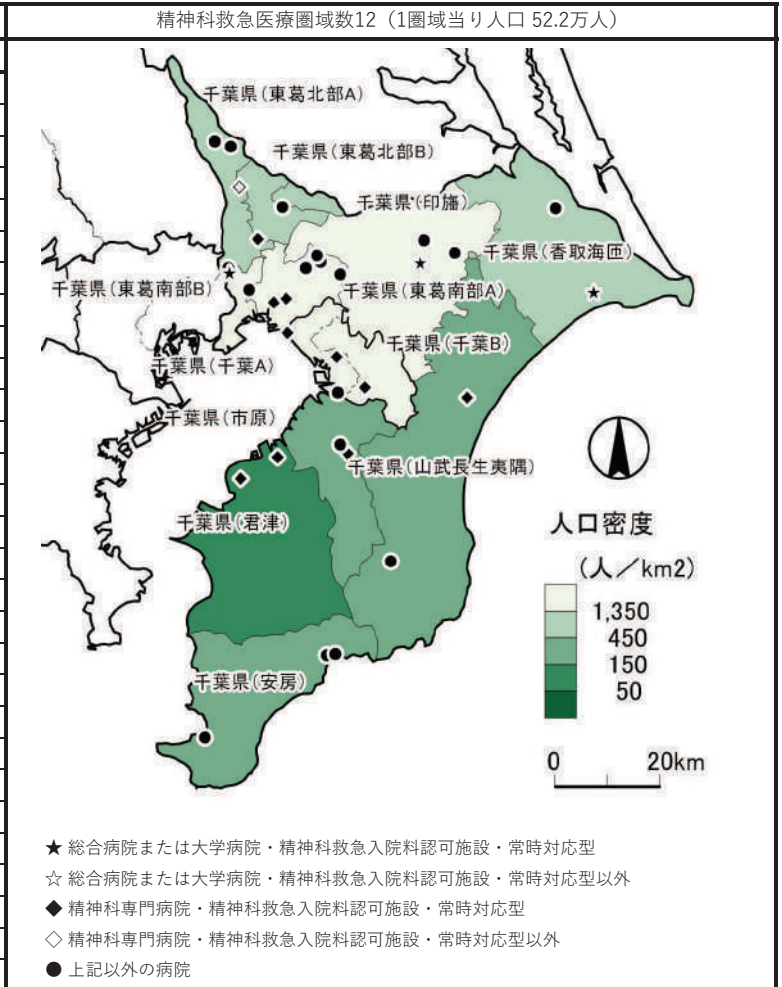 精神科救急医療圏域数12（1圏域当り人口 52.2万人）
千葉県(東葛北部A)
千葉県(東葛北部B)
千葉県(印旛)
千葉県(香取海匝)
千葉県(東葛南部B)
千葉県(東葛南部A)
千葉県(千葉B)
千葉県(千葉A)
千葉県(市原)
千葉県(山武長生夷隅)
千葉県(君津)
千葉県(安房)
人口密度
(人／km2)
1,350
450
150
50
0 20km
★ 総合病院または大学病院・精神科救急入院料認可施設・常時対応型
☆ 総合病院または大学病院・精神科救急入院料認可施設・常時対応型以外
◆ 精神科専門病院・精神科救急入院料認可施設・常時対応型
◇ 精神科専門病院・精神科救急入院料認可施設・常時対応型以外
● 上記以外の病院